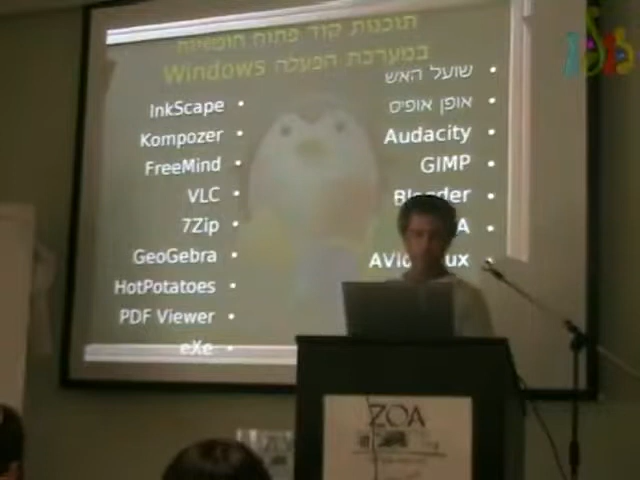 תוכנות קוד פתוח חופשיות
במערכת הפעלה Windows
שועל האש
אופן אופיס
Audacity
GIMP
Blender
InkScape
Kompozer
FreeMind
VLC
7Zip
GeoGebra
HotPotatoes
PDF Viewer
eXe
ZOA